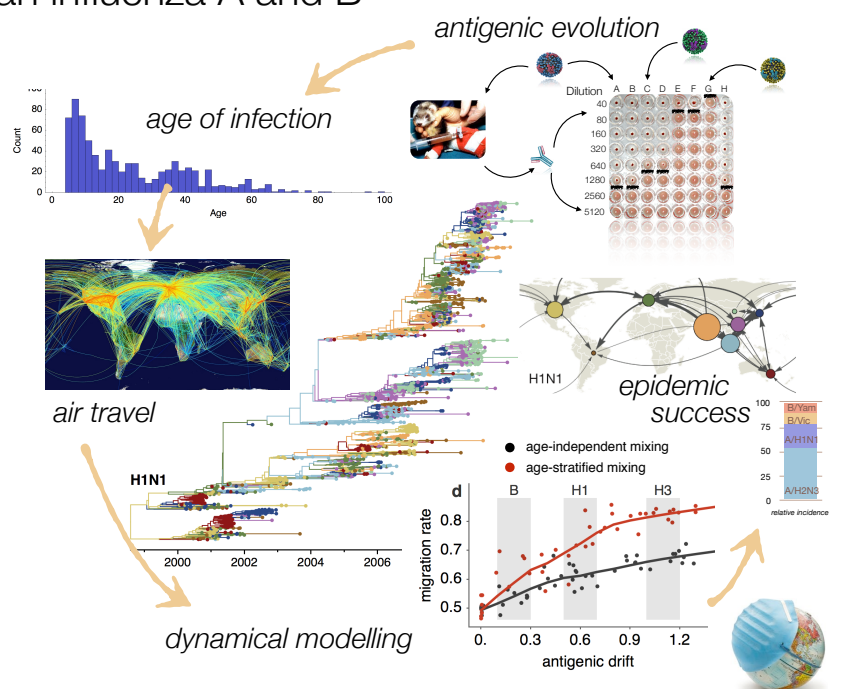 an influenza A and B
antigenic evolution
Dilution A B C D E F G H
40
80
160
320
640
1280
2560
5120
age of infection
Count
100
80
60
40
20
0
0 20 40 60 80 100
Age
air travel
H1N1
epidemic
success
100
75
50
25
0
B/Yam
B/Vic
A/H1N1
A/H2N3
relative incidence
H1N1
2000 2002 2004 2006
age-independent mixing
age-stratified mixing
d B H1 H3
migration rate
0.8
0.7
0.6
0.5
0. 0.3 0.6 0.9 1.2
antigenic drift
dynamical modelling